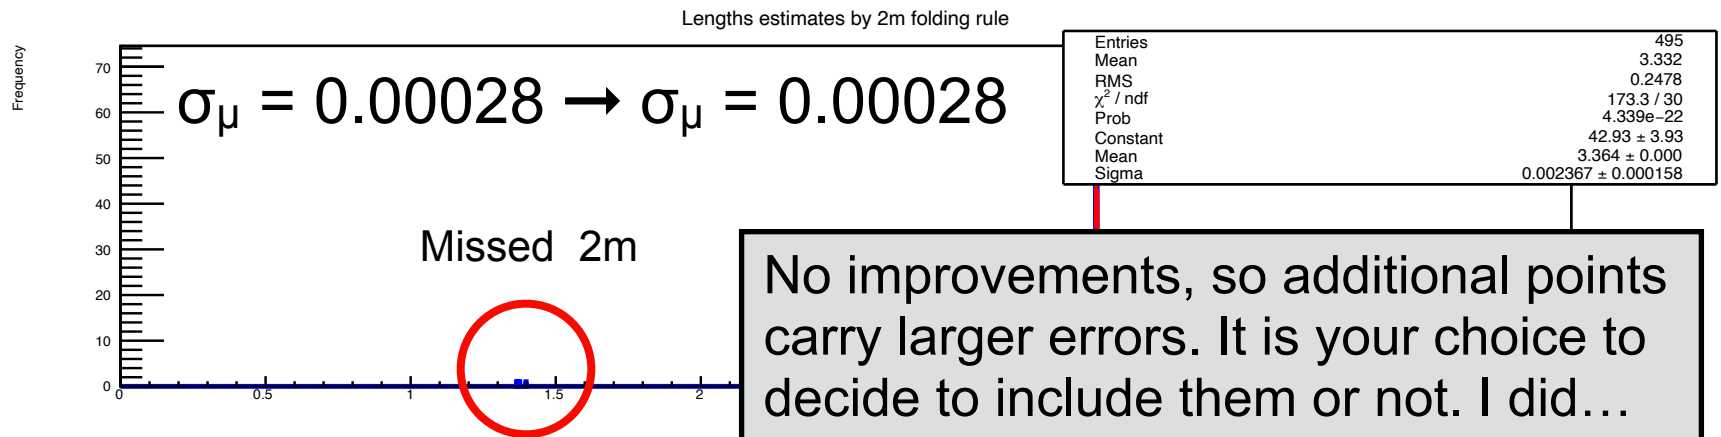 Lengths estimates by 2m folding rule
Frequency
Entries 495
Mean 3.332
RMS 0.2478
χ² / ndf 173.3 / 30
Prob 4.339e−22
Constant 42.93 ± 3.93
Mean 3.364 ± 0.000
Sigma 0.002367 ± 0.000158
σμ = 0.00028 → σμ = 0.00028
70
60
50
40
30
20
10
0
Missed 2m
No improvements, so additional points
carry larger errors. It is your choice to
decide to include them or not. I did...
0 0.5 1 1.5 2